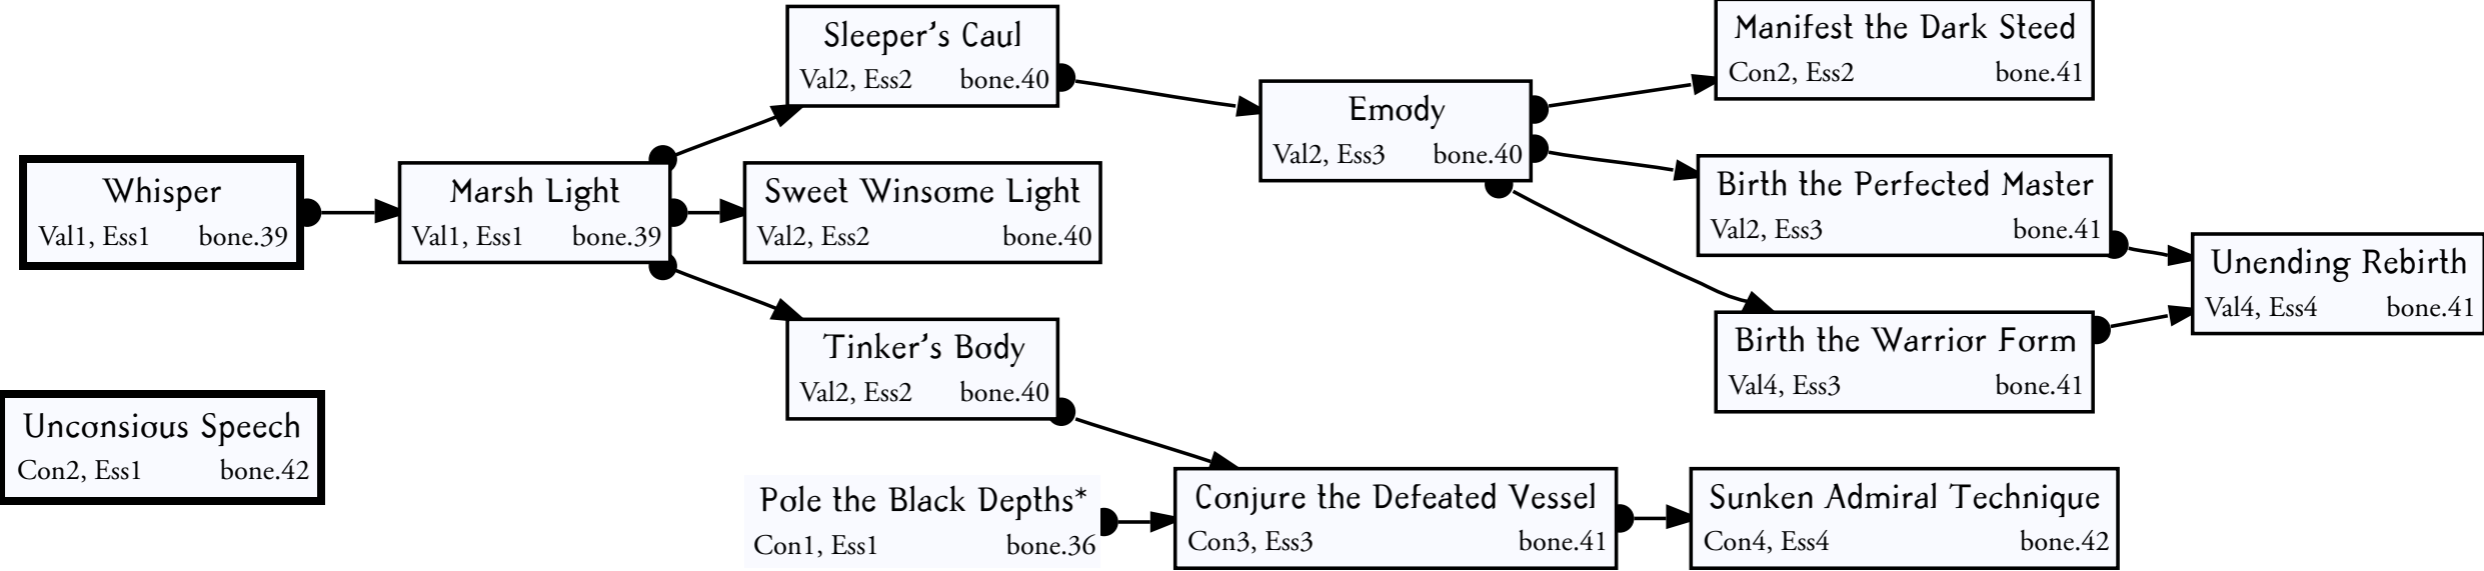 Sleeper's Caul
Val2, Ess2 bone.40
Manifest the Dark Steed
Con2, Ess2 bone.41
Emody
Val2, Ess3 bone.40
Whisper
Val1, Ess1 bone.39
Marsh Light
Val1, Ess1 bone.39
Sweet Winsome Light
Val2, Ess2 bone.40
Birth the Perfected Master
Val2, Ess3 bone.41
Unending Rebirth
Val4, Ess4 bone.41
Tinker's Body
Val2, Ess2 bone.40
Birth the Warrior Form
Val4, Ess3 bone.41
Unconsious Speech
Con2, Ess1 bone.42
Pole the Black Depths*
Con1, Ess1 bone.36
Conjure the Defeated Vessel
Con3, Ess3 bone.41
Sunken Admiral Technique
Con4, Ess4 bone.42